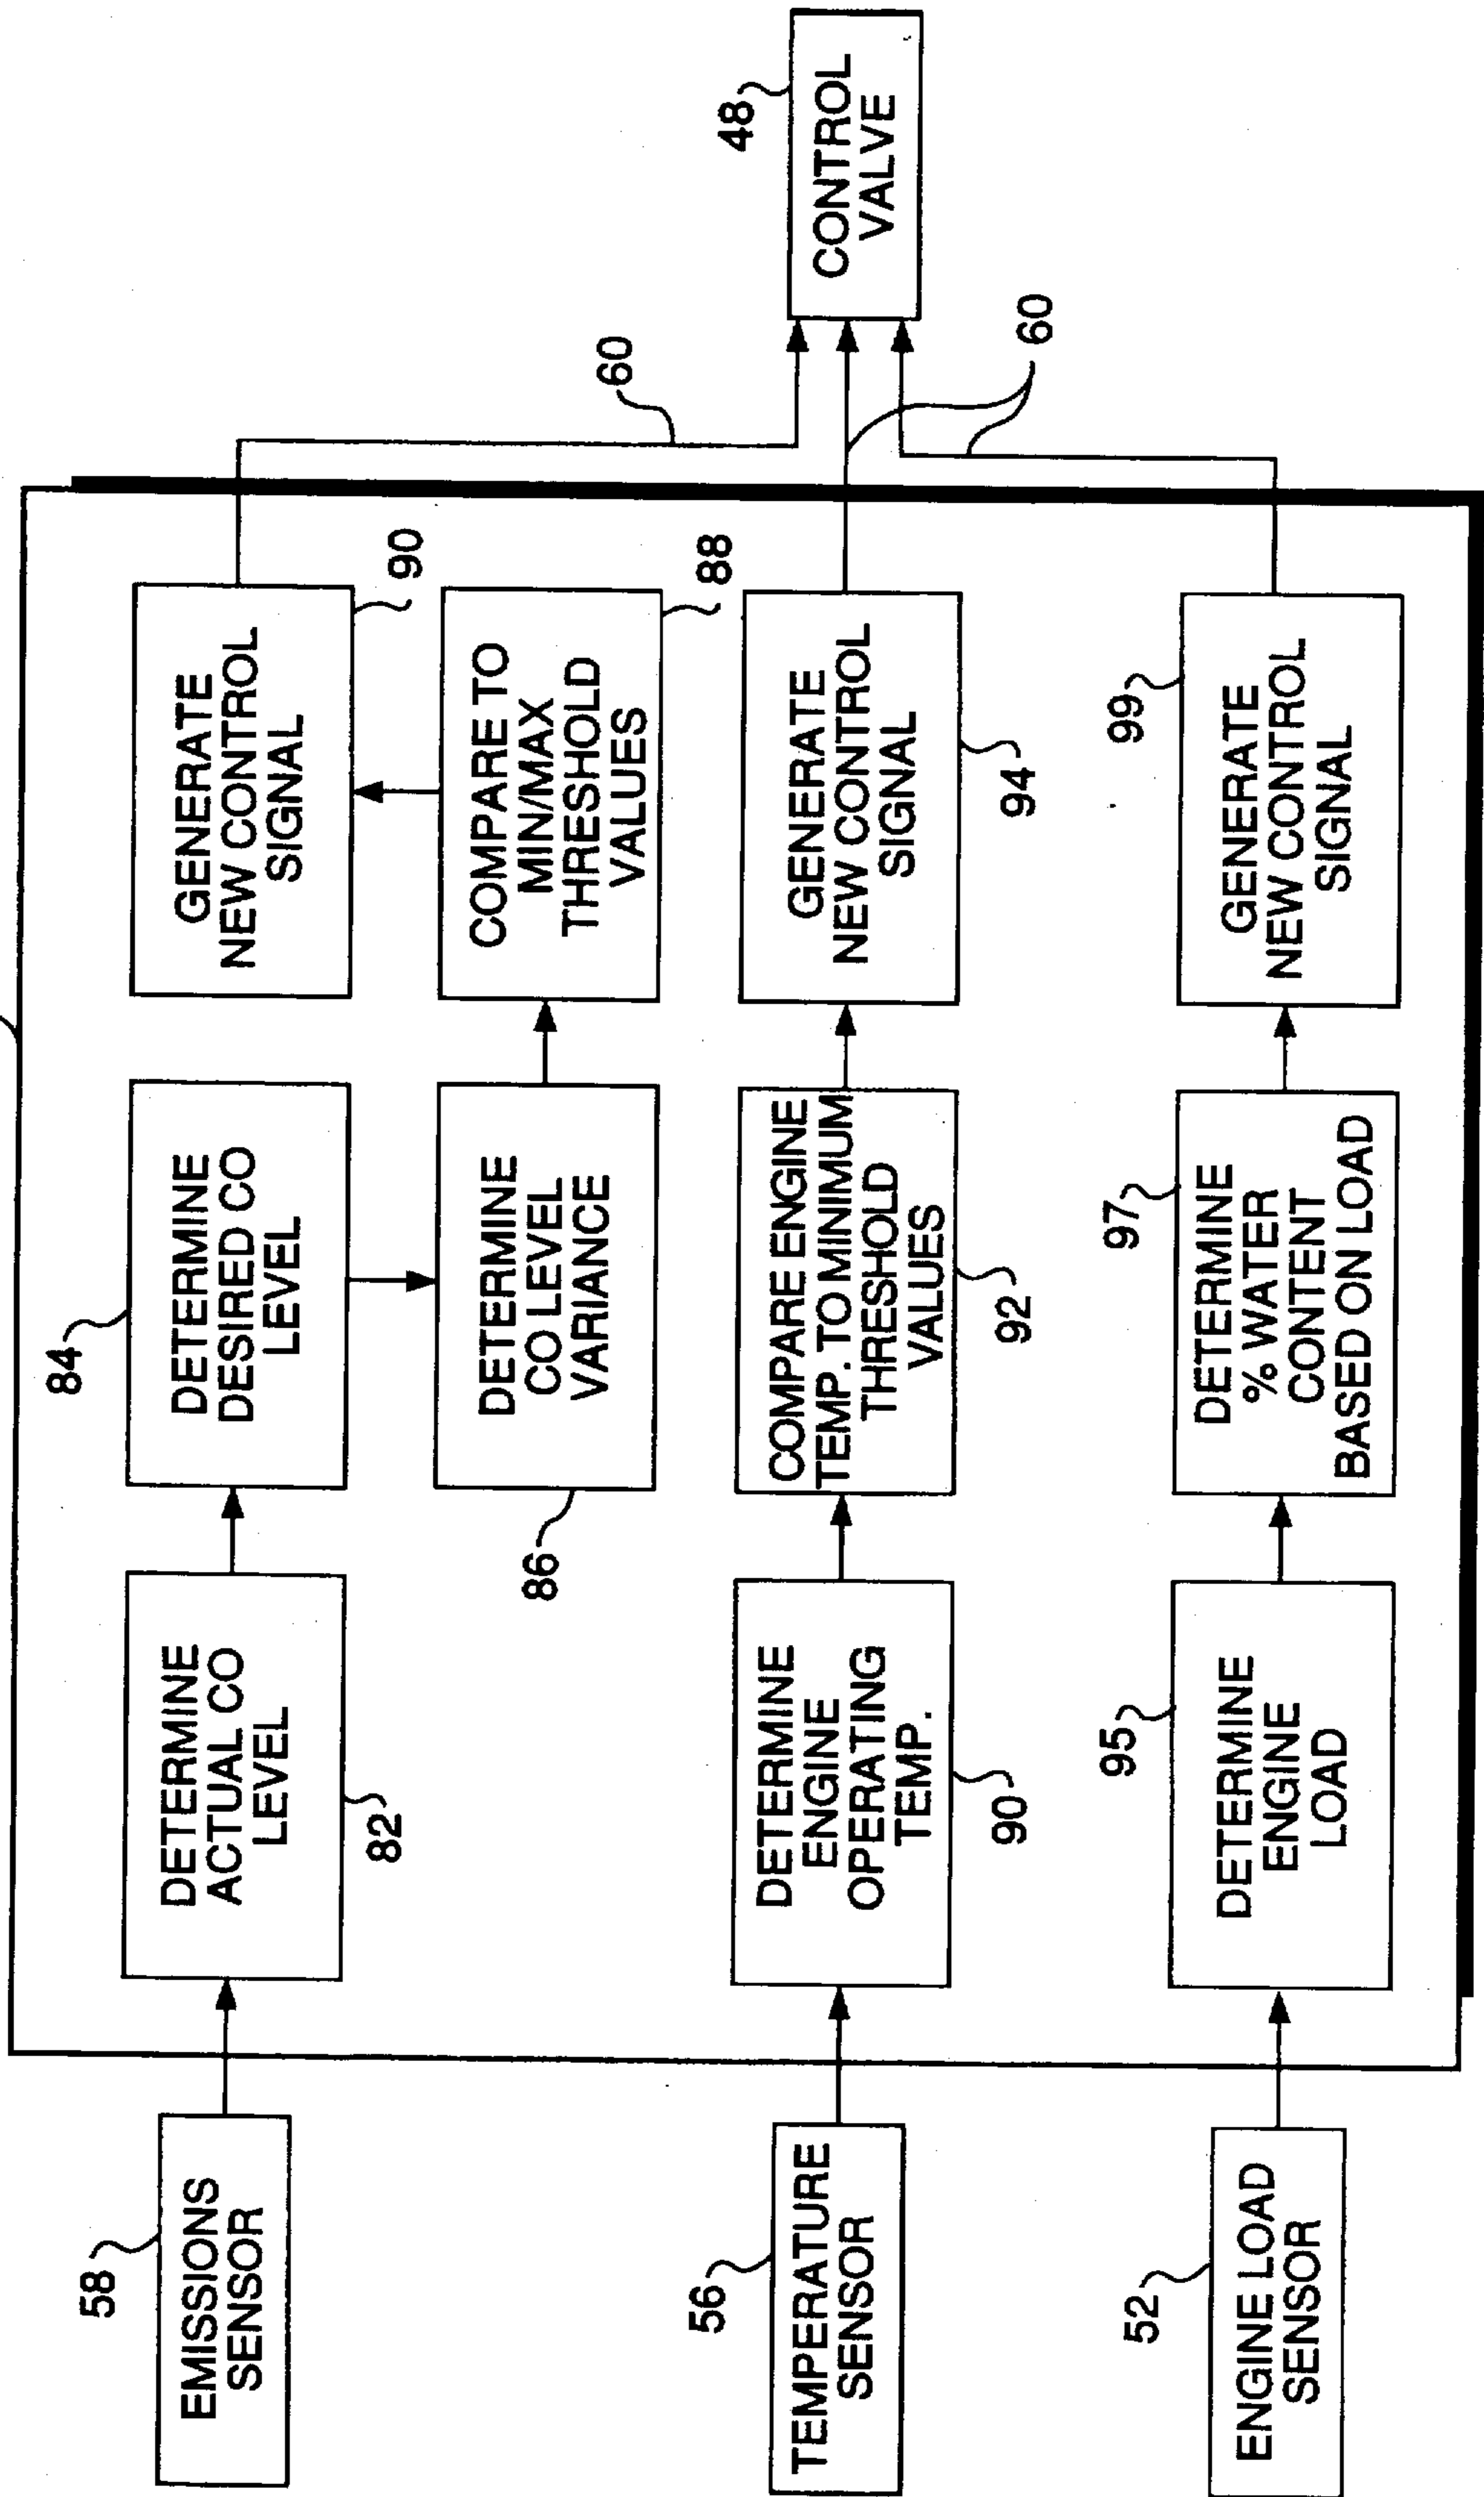 58
EMISSIONS
SENSOR
DETERMINE
ACTUAL CO
LEVEL
82
84
DETERMINE
DESIRED CO
LEVEL
DETERMINE
CO LEVEL
VARIANCE
86
COMPARE TO
MIN/MAX
THRESHOLD
VALUES
88
GENERATE
NEW CONTROL
SIGNAL
90
60
56
TEMPERATURE
SENSOR
DETERMINE
ENGINE
OPERATING
TEMP.
90
COMPARE ENGINE
TEMP. TO MINIMUM
THRESHOLD
VALUES
92
GENERATE
NEW CONTROL
SIGNAL
94
48
CONTROL
VALVE
60
52
ENGINE LOAD
SENSOR
95
DETERMINE
ENGINE
LOAD
97
DETERMINE
% WATER
CONTENT
BASED ON LOAD
99
GENERATE
NEW CONTROL
SIGNAL